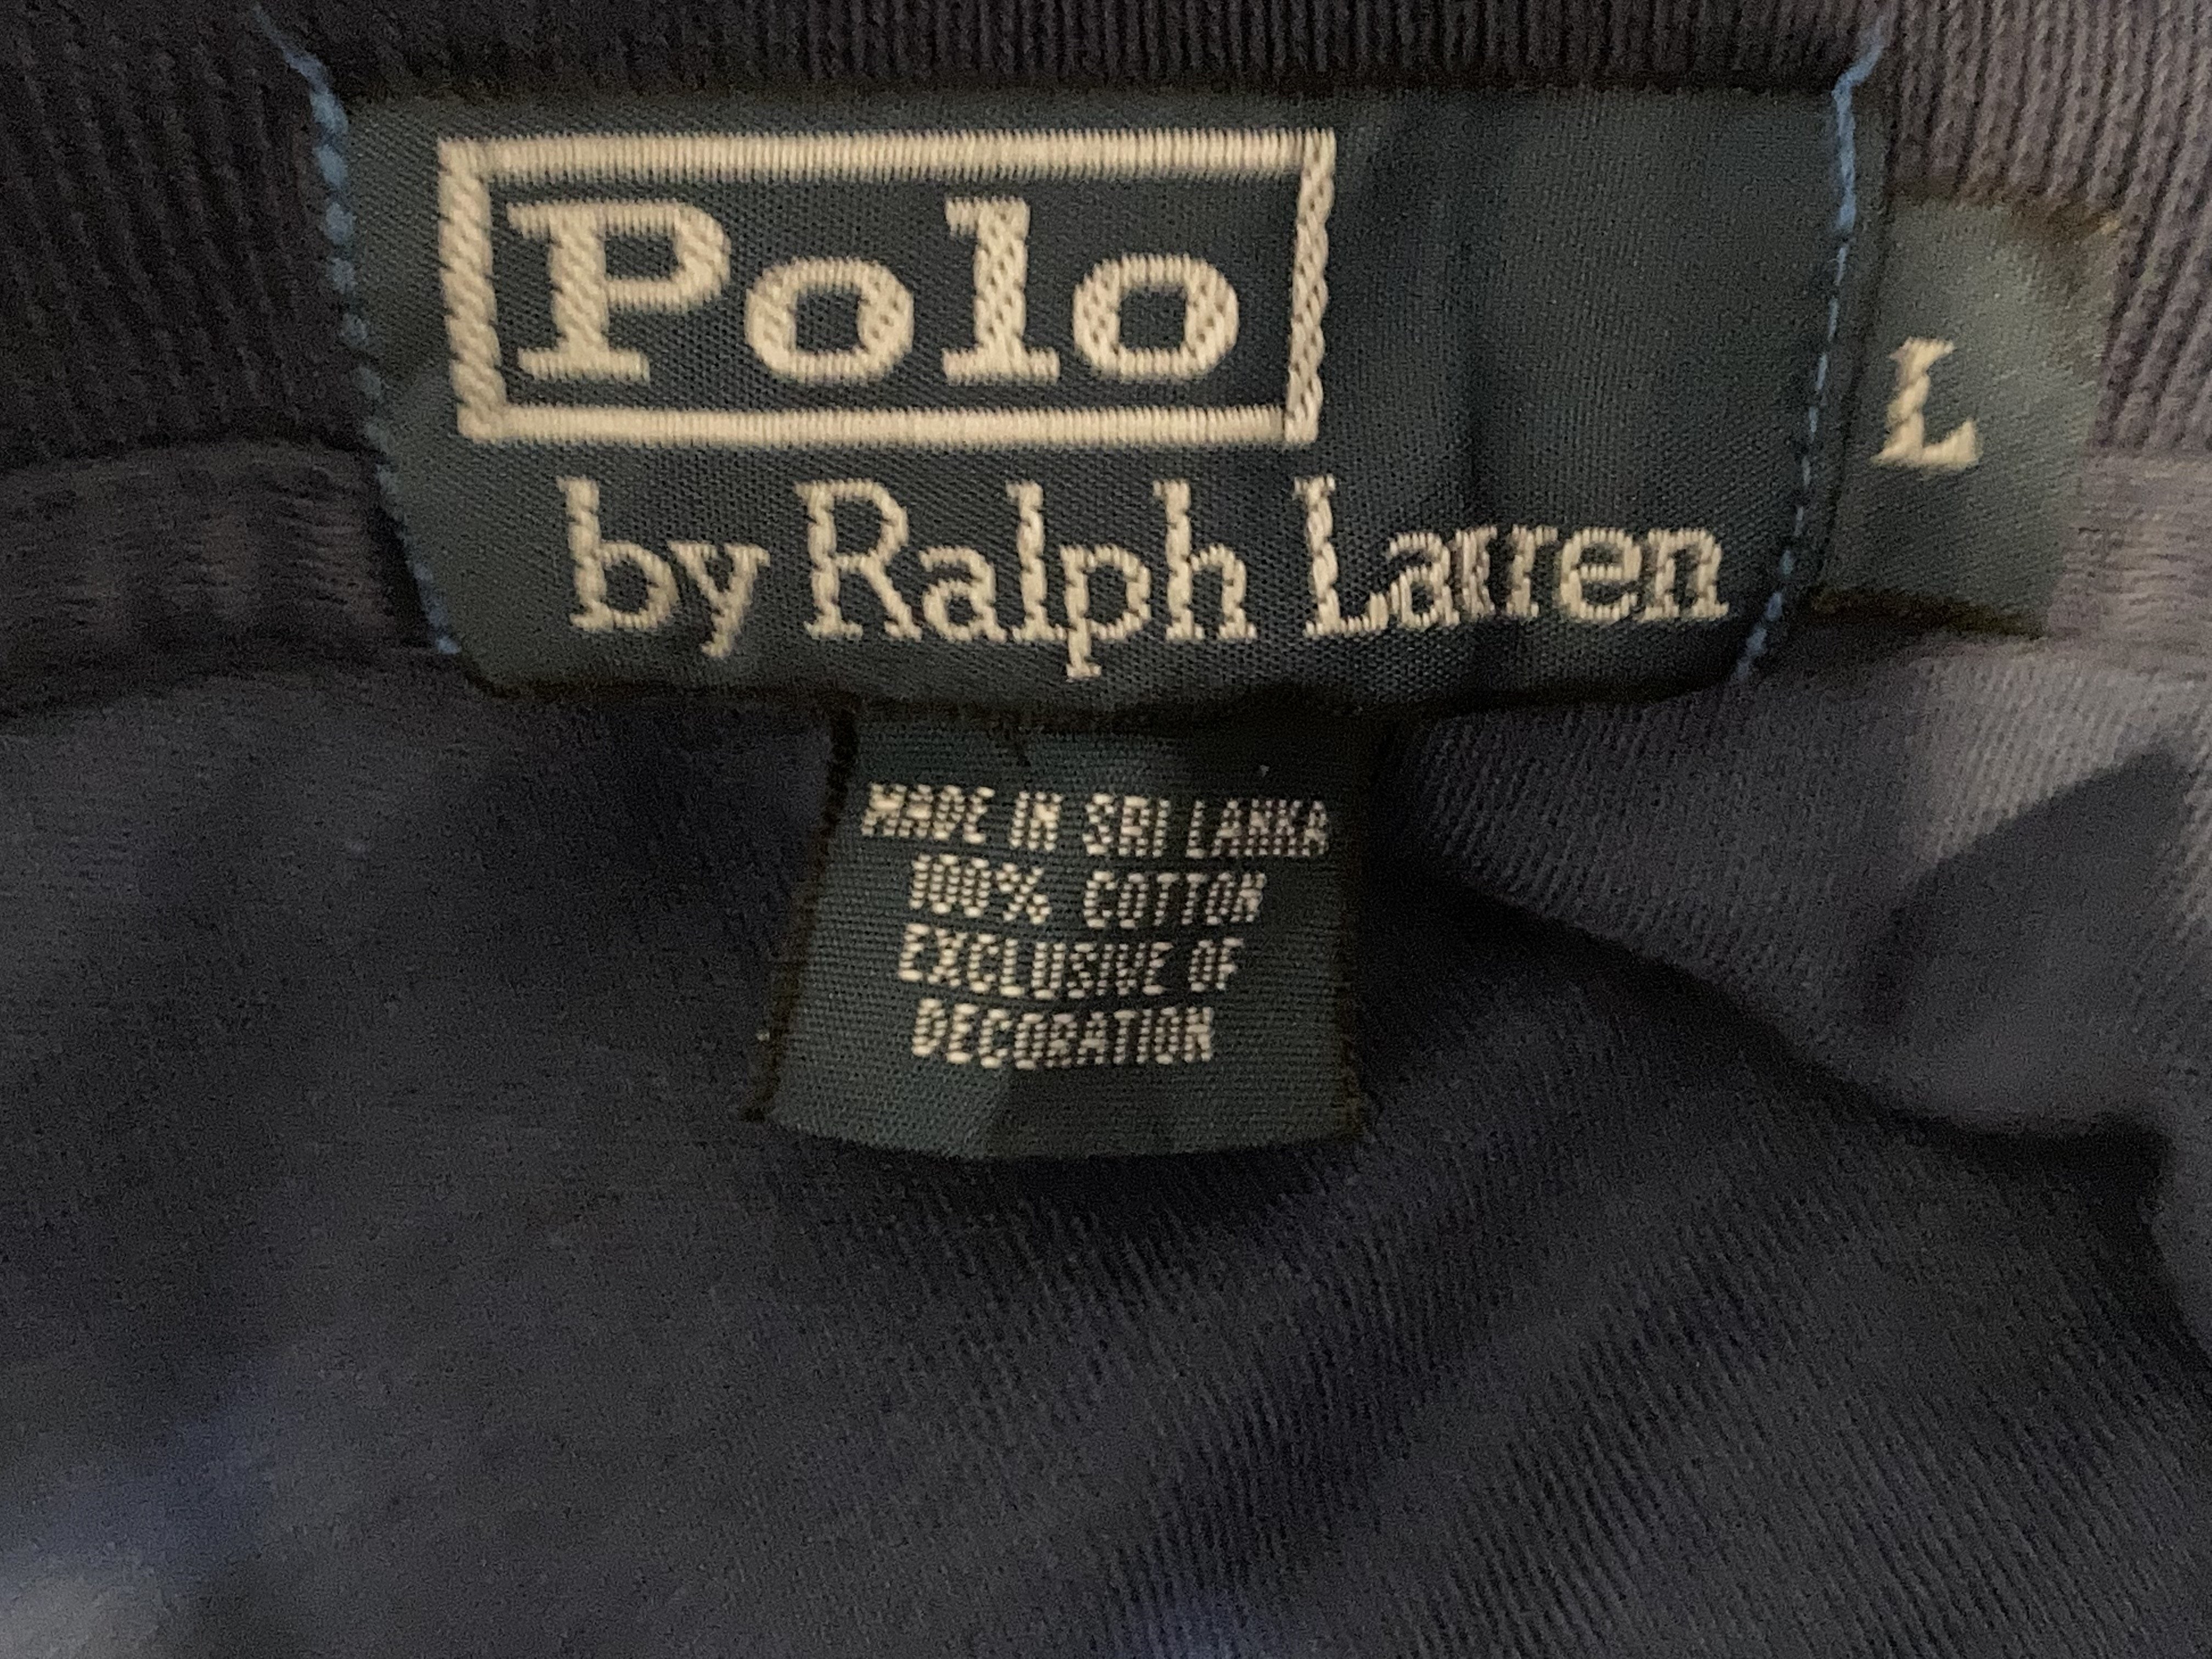 Polo
by Ralph Lauren
L
MADE IN SRI LANKA
100% COTTON
EXCLUSIVE OF
DECORATION